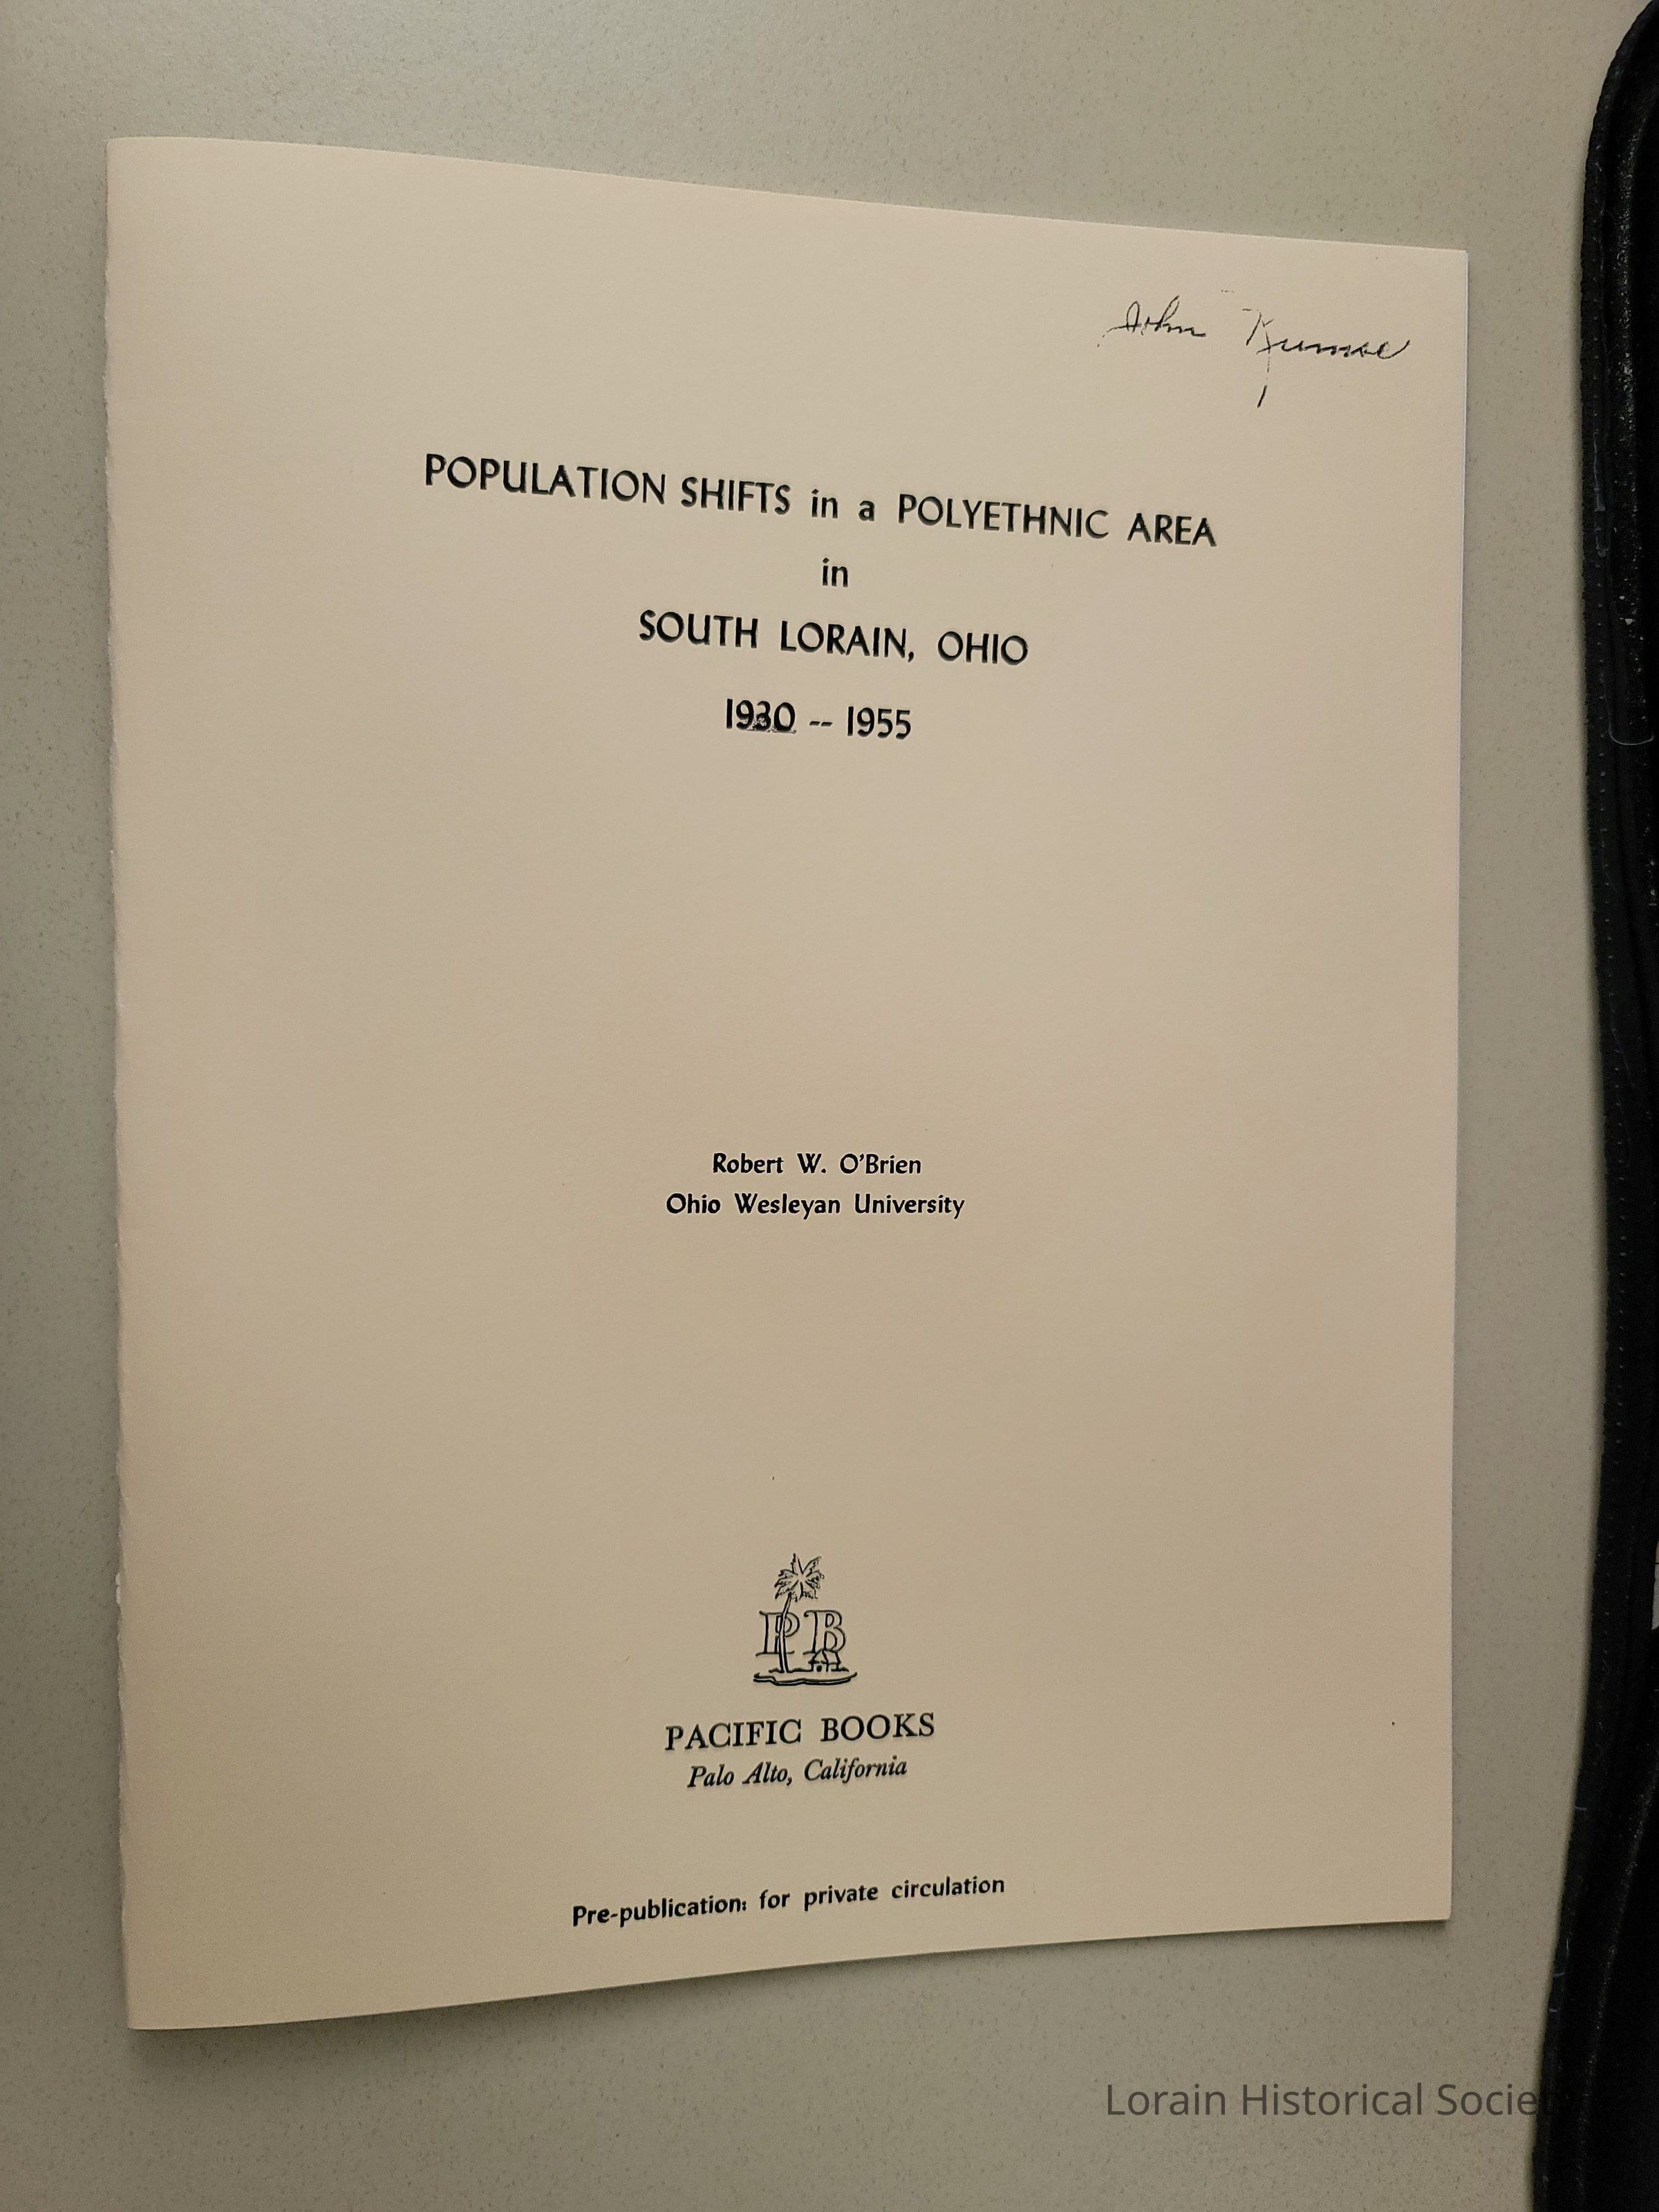 John
POPULATION SHIFTS in a POLYETHNIC AREA
in
SOUTH LORAIN, OHIO
1930 -- 1955
Robert W. O'Brien
Ohio Wesleyan University
PB
PACIFIC BOOKS
Palo Alto, California
Pre-publication: for private circulation
Lorain Historical Society